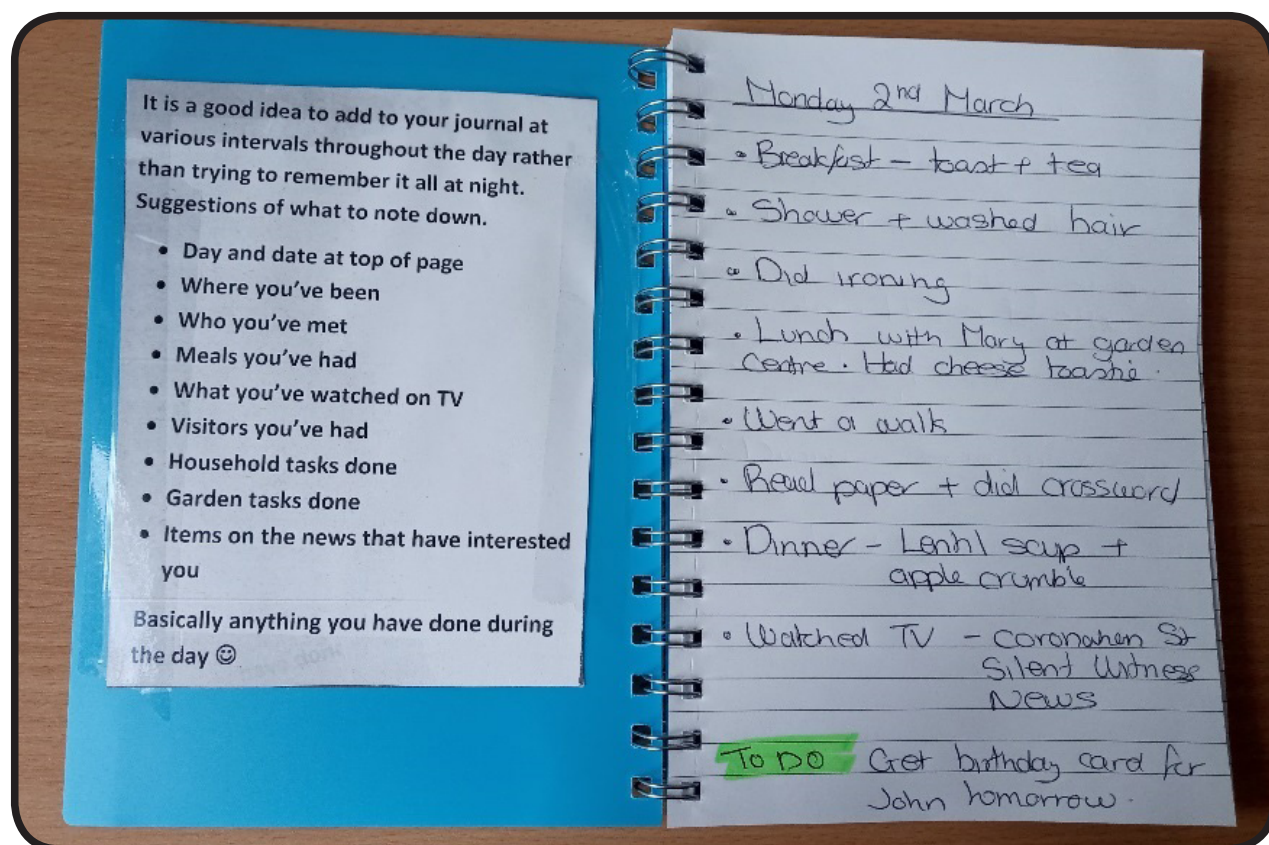 It is a good idea to add to your journal at
various intervals throughout the day rather
than trying to remember it all at night.
Suggestions of what to note down.
• Day and date at top of page
• Where you've been
• Who you've met
• Meals you've had
• What you've watched on TV
• Visitors you've had
• Household tasks done
• Garden tasks done
• Items on the news that have interested
you
Basically anything you have done during
the day ☺
Monday 2nd March
• Breakfast - toast + tea
• Shower + washed hair
• Did ironing
• Lunch with Mary at garden
Centre. Had cheese toastie.
• Went a walk
• Read paper + did crossword
• Dinner - Lentil soup +
apple crumble
• Watched TV - Coronation St
Silent Witness
News
TO DO Get birthday card for
John tomorrow.